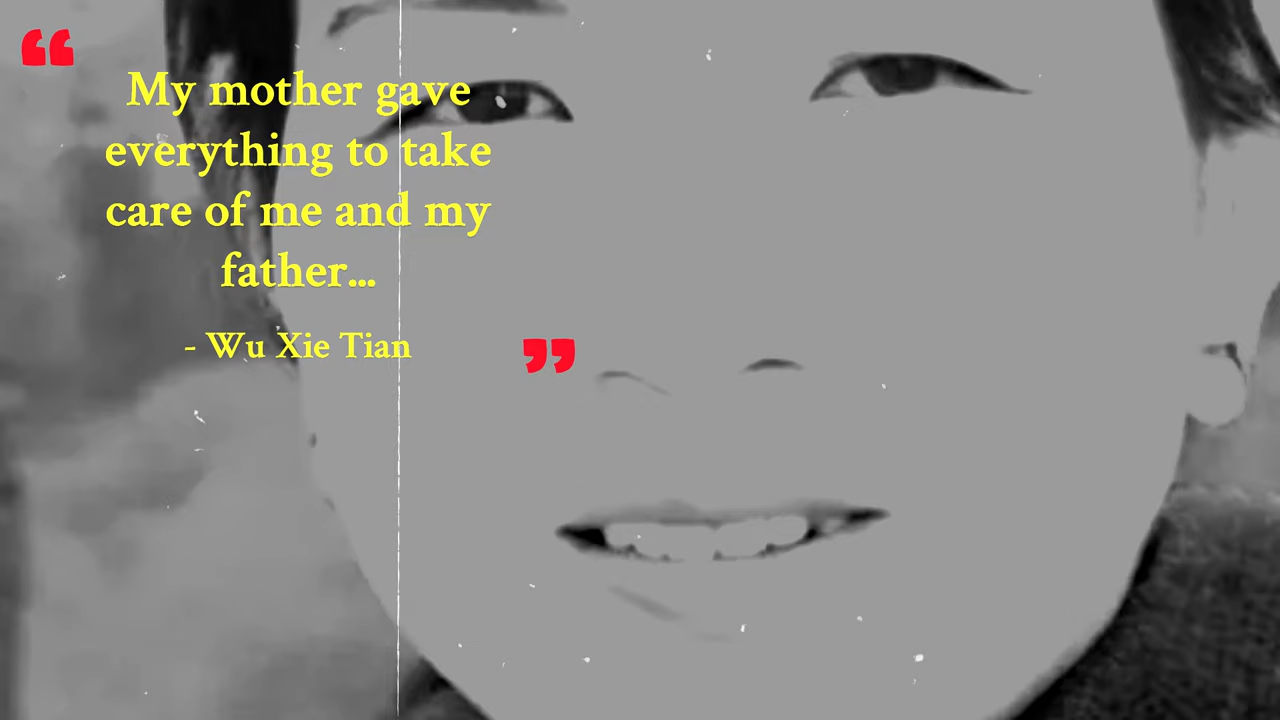 “
My mother gave
everything to take
care of me and my
father...
- Wu Xie Tian
”